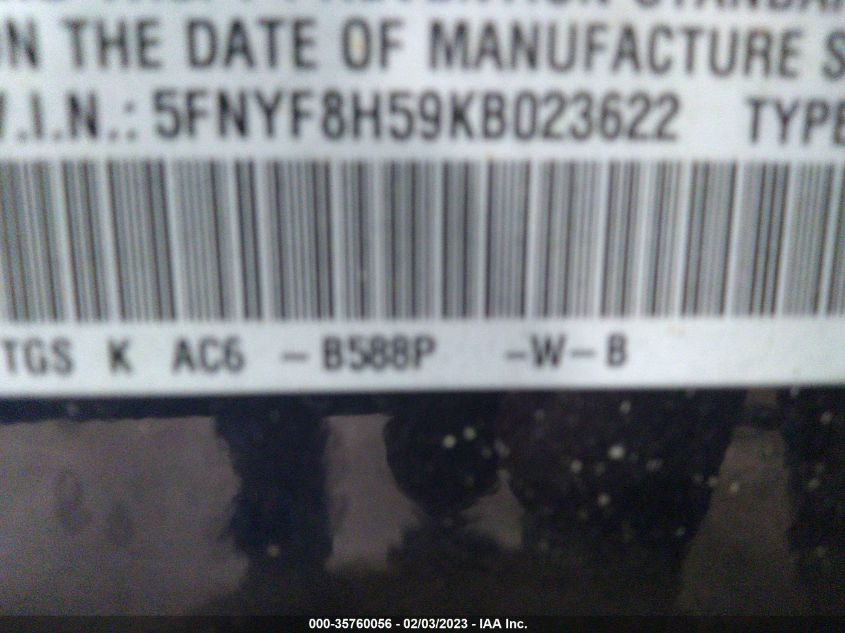 ON THE DATE OF MANUFACTURE S
V.I.N.: 5FNYF8H59KB023622 TYPE
TGS K AC6 - B588P -W-B
000-35760056 - 02/03/2023 - IAA Inc.